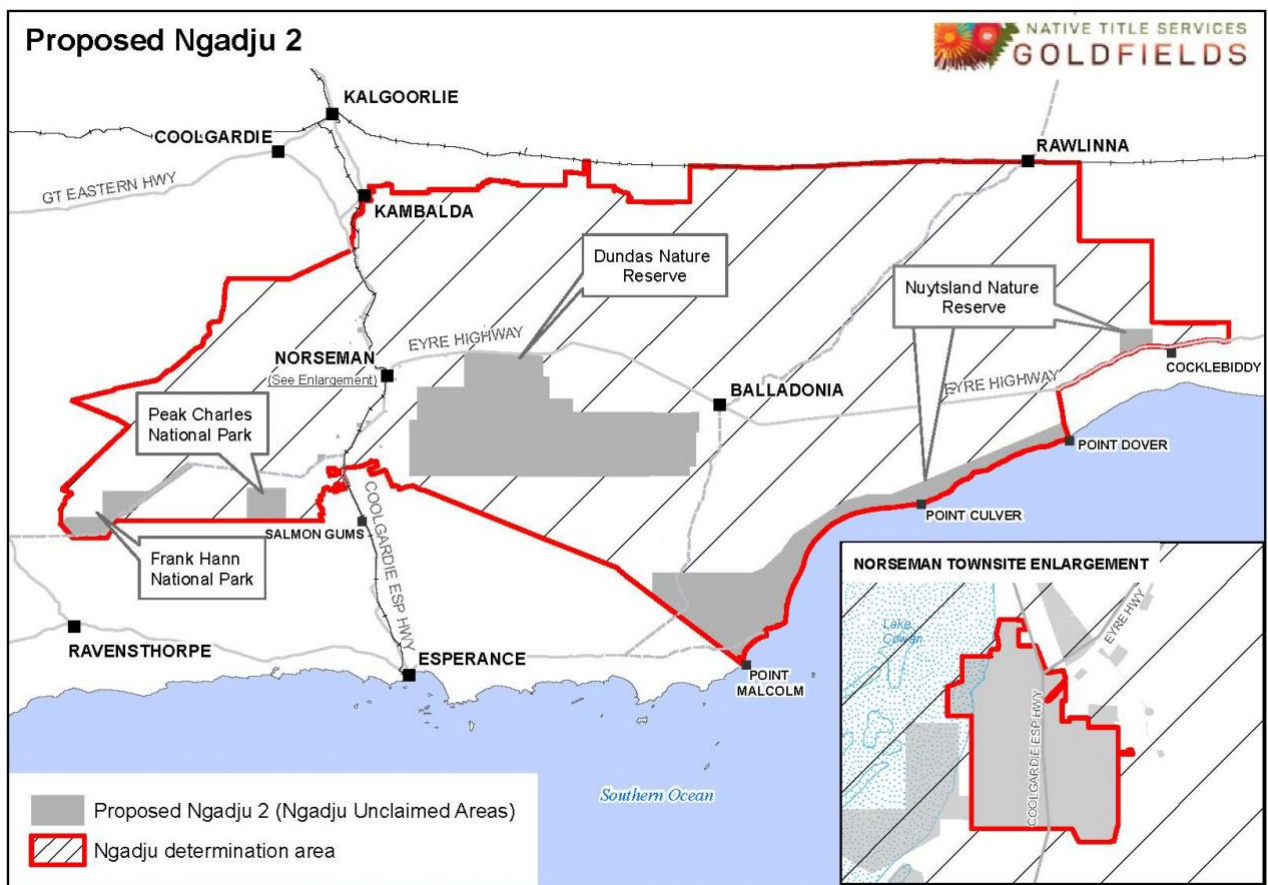 Proposed Ngadju 2
NATIVE TITLE SERVICES
GOLDFIELDS
KALGOORLIE
COOLGARDIE
RAWLINNA
GT EASTERN HWY
KAMBALDA
Dundas Nature
Reserve
Nuytsland Nature
Reserve
EYRE HIGHWAY
NORSEMAN
(See Enlargement)
COCKLEBIDDY
EYRE HIGHWAY
BALLADONIA
Peak Charles
National Park
POINT DOVER
COOLGARDIE ESP HWY
POINT CULVER
SALMON GUMS
Frank Hann
National Park
RAVENSTHORPE
ESPERANCE
POINT
MALCOLM
NORSEMAN TOWNSITE ENLARGEMENT
Lake
Cowan
EYRE HWY
COOLGARDIE ESP HWY
Southern Ocean
Proposed Ngadju 2 (Ngadju Unclaimed Areas)
Ngadju determination area